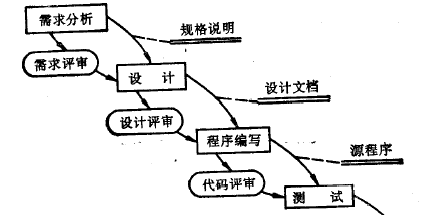 需求分析
规格说明
需求评审
设 计
设计文档
设计评审
程序编写
源程序
代码评审
测 试